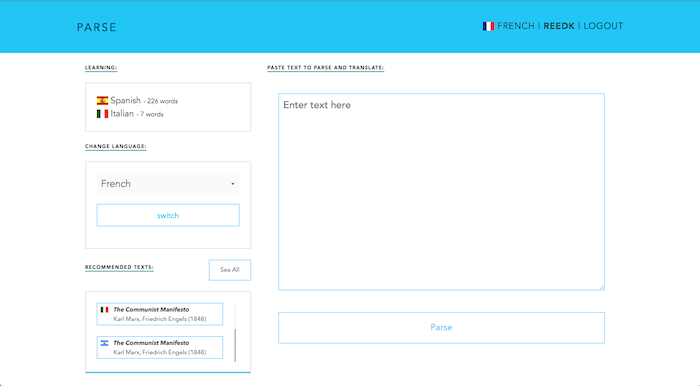 PARSE
FRENCH | REEDK | LOGOUT
LEARNING:
Spanish - 226 words
Italian - 7 words
CHANGE LANGUAGE:
French
switch
RECOMMENDED TEXTS:
See All
The Communist Manifesto
Karl Marx, Friedrich Engels (1848)
The Communist Manifesto
Karl Marx, Friedrich Engels (1848)
PASTE TEXT TO PARSE AND TRANSLATE:
Enter text here
Parse